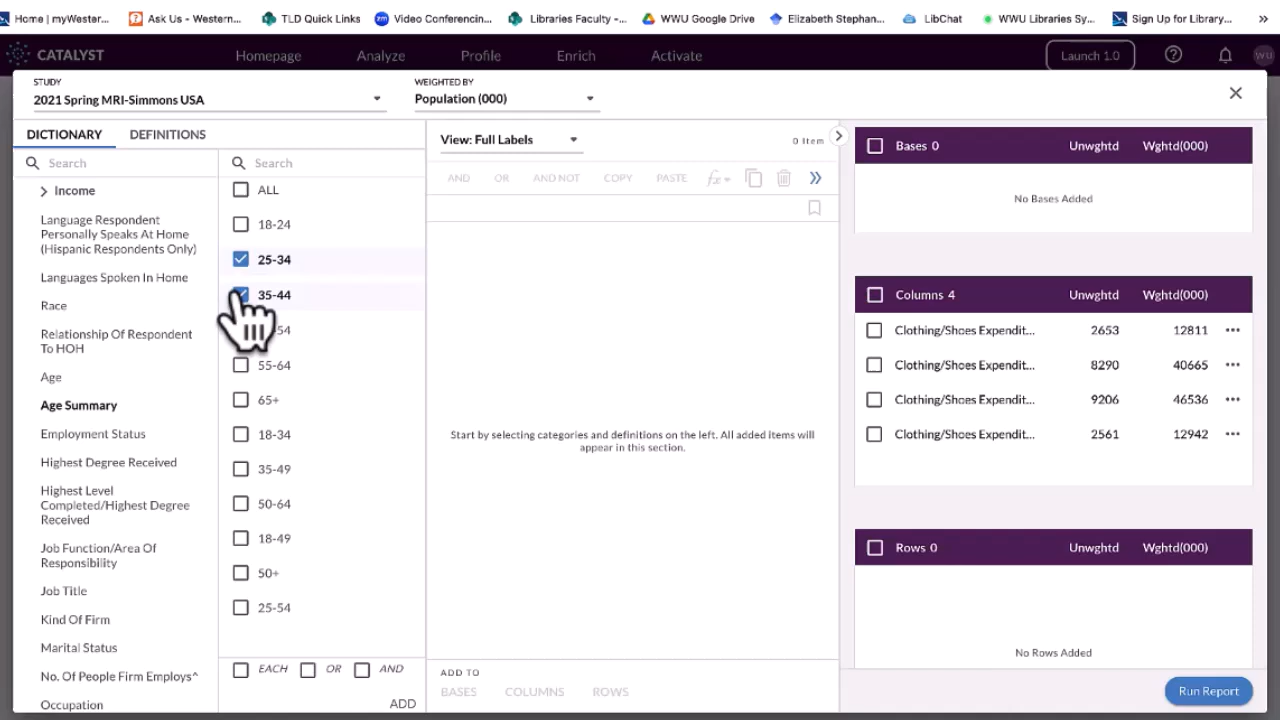 Home | myWester...
Ask Us - Western...
TLD Quick Links
Video Conferencin...
Libraries Faculty -...
WWU Google Drive
Elizabeth Stephan...
LibChat
WWU Libraries Sy...
Sign Up for Library...
»
CATALYST
Homepage
Analyze
Profile
Enrich
Activate
Launch 1.0
?
WU
STUDY
2021 Spring MRI-Simmons USA
WEIGHTED BY
Population (000)
DICTIONARY
DEFINITIONS
Search
Income
Language Respondent
Personally Speaks At Home
(Hispanic Respondents Only)
Languages Spoken In Home
Race
Relationship Of Respondent
To HOH
Age
Age Summary
Employment Status
Highest Degree Received
Highest Level
Completed/Highest Degree
Received
Job Function/Area Of
Responsibility
Job Title
Kind Of Firm
Marital Status
No. Of People Firm Employs^
Occupation
Search
ALL
18-24
25-34
35-44
54
55-64
65+
18-34
35-49
50-64
18-49
50+
25-54
EACH OR AND
ADD
View: Full Labels
0 Item
AND OR AND NOT COPY PASTE fx
Start by selecting categories and definitions on the left. All added items will
appear in this section.
ADD TO
BASES COLUMNS ROWS
Bases 0 Unwghtd Wghtd(000)
No Bases Added
Columns 4 Unwghtd Wghtd(000)
Clothing/Shoes Expendit... 2653 12811 •••
Clothing/Shoes Expendit... 8290 40665 •••
Clothing/Shoes Expendit... 9206 46536 •••
Clothing/Shoes Expendit... 2561 12942 •••
Rows 0 Unwghtd Wghtd(000)
No Rows Added
Run Report